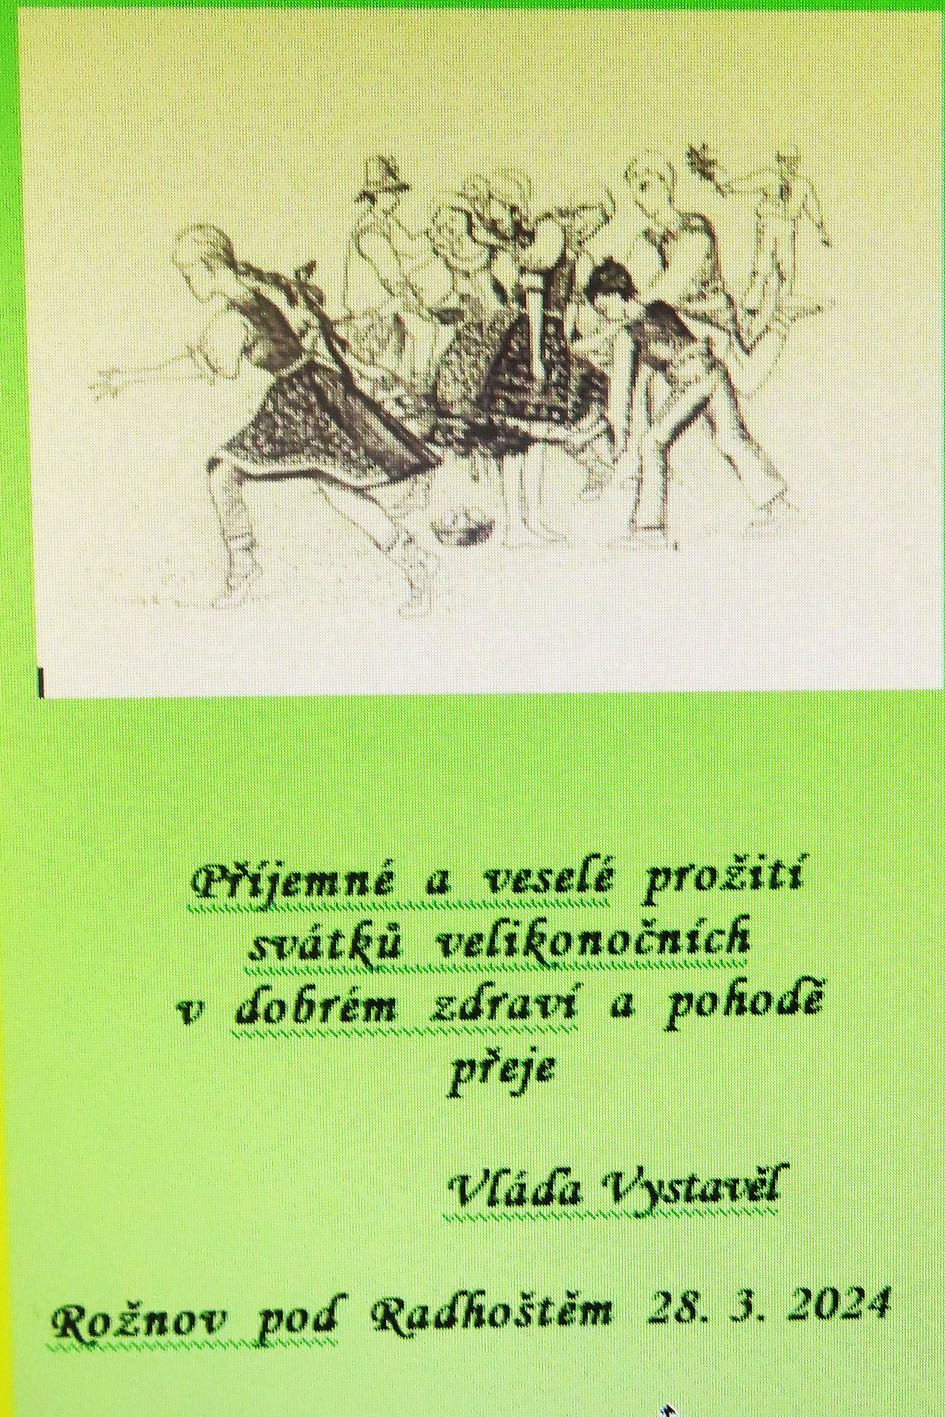 Příjemné a veselé prožití
svátků velikonočních
v dobrém zdraví a pohodě
přeje
Vláďa Vystavěl
Rožnov pod Radhoštěm 28. 3. 2024